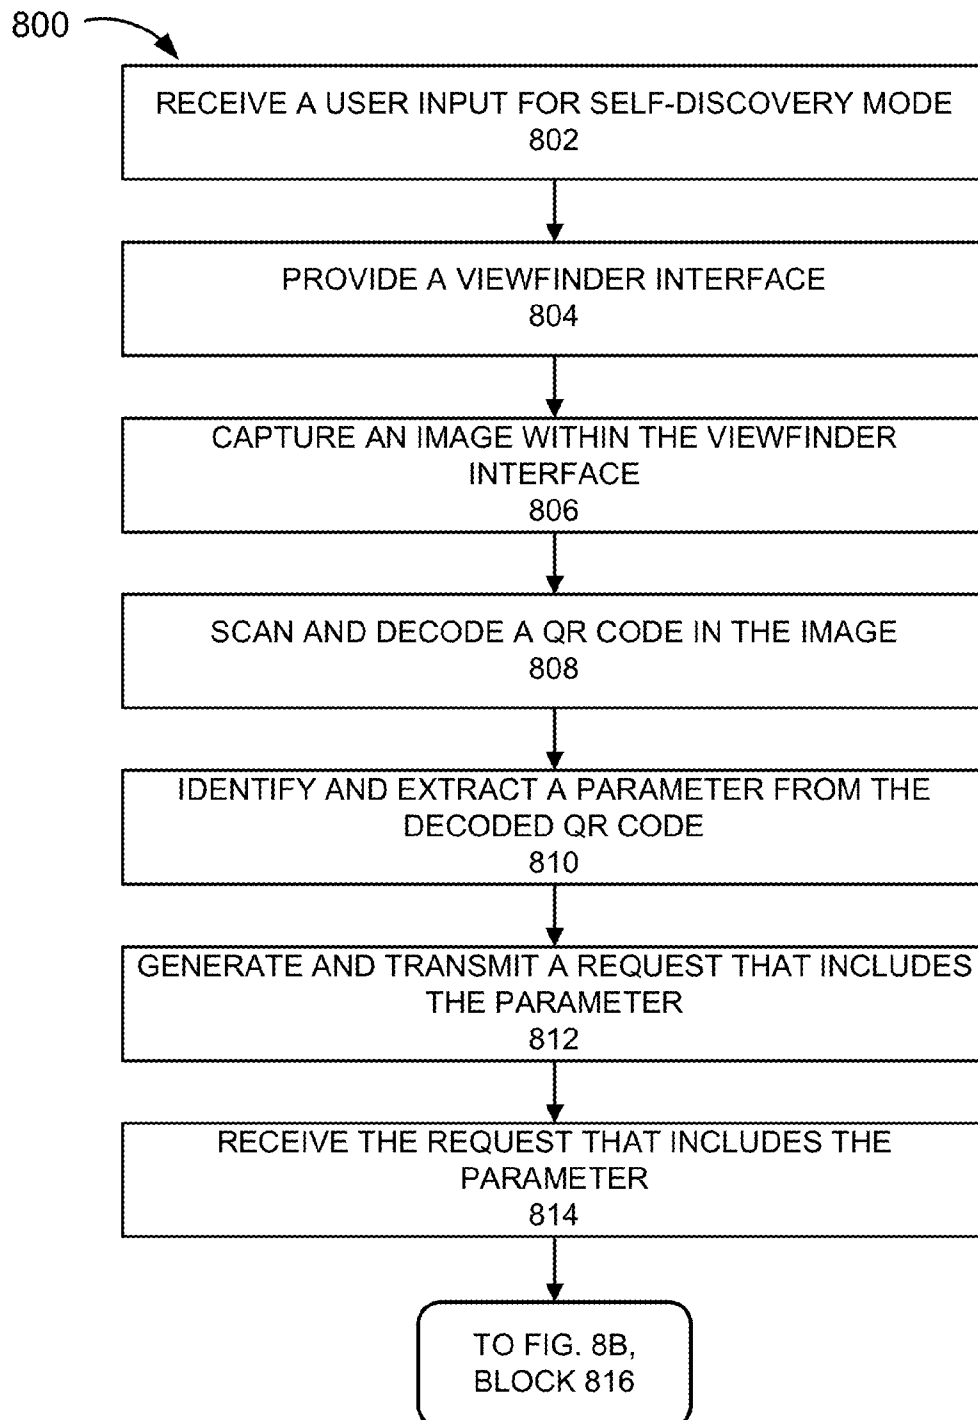 800
RECEIVE A USER INPUT FOR SELF-DISCOVERY MODE
802
PROVIDE A VIEWFINDER INTERFACE
804
CAPTURE AN IMAGE WITHIN THE VIEWFINDER
INTERFACE
806
SCAN AND DECODE A QR CODE IN THE IMAGE
808
IDENTIFY AND EXTRACT A PARAMETER FROM THE
DECODED QR CODE
810
GENERATE AND TRANSMIT A REQUEST THAT INCLUDES
THE PARAMETER
812
RECEIVE THE REQUEST THAT INCLUDES THE
PARAMETER
814
TO FIG. 8B,
BLOCK 816